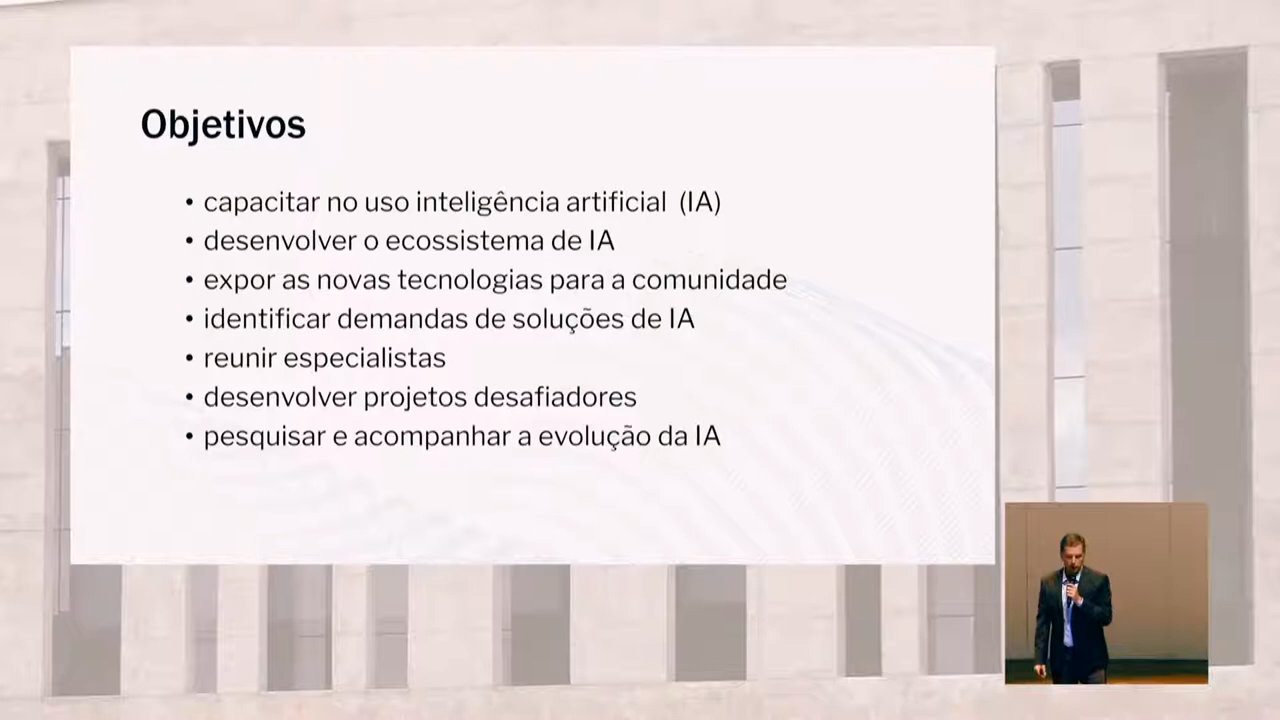 Objetivos
• capacitar no uso inteligência artificial (IA)
• desenvolver o ecossistema de IA
• expor as novas tecnologias para a comunidade
• identificar demandas de soluções de IA
• reunir especialistas
• desenvolver projetos desafiadores
• pesquisar e acompanhar a evolução da IA